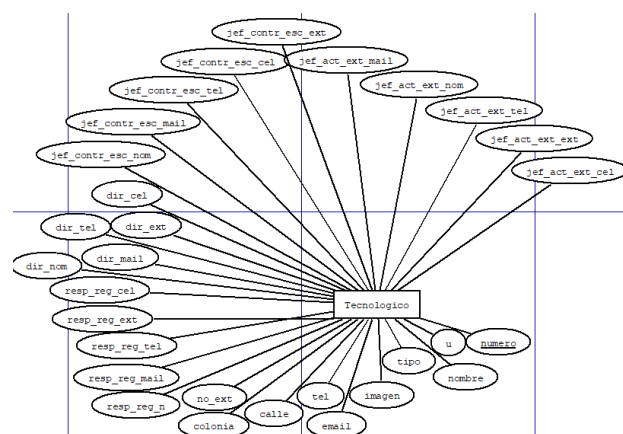 jef_contr_esc_ext
jef_contr_esc_cel
jef_act_ext_mail
jef_contr_esc_tel
jef_act_ext_nom
jef_contr_esc_mail
jef_act_ext_tel
jef_contr_esc_nom
jef_act_ext_ext
jef_act_ext_cel
dir_cel
dir_tel
dir_ext
dir_nom
dir_mail
resp_reg_cel
Tecnologico
resp_reg_ext
resp_reg_tel
u
numero
tipo
resp_reg_mail
nombre
no_ext
tel
imagen
resp_reg_n
calle
colonia
email